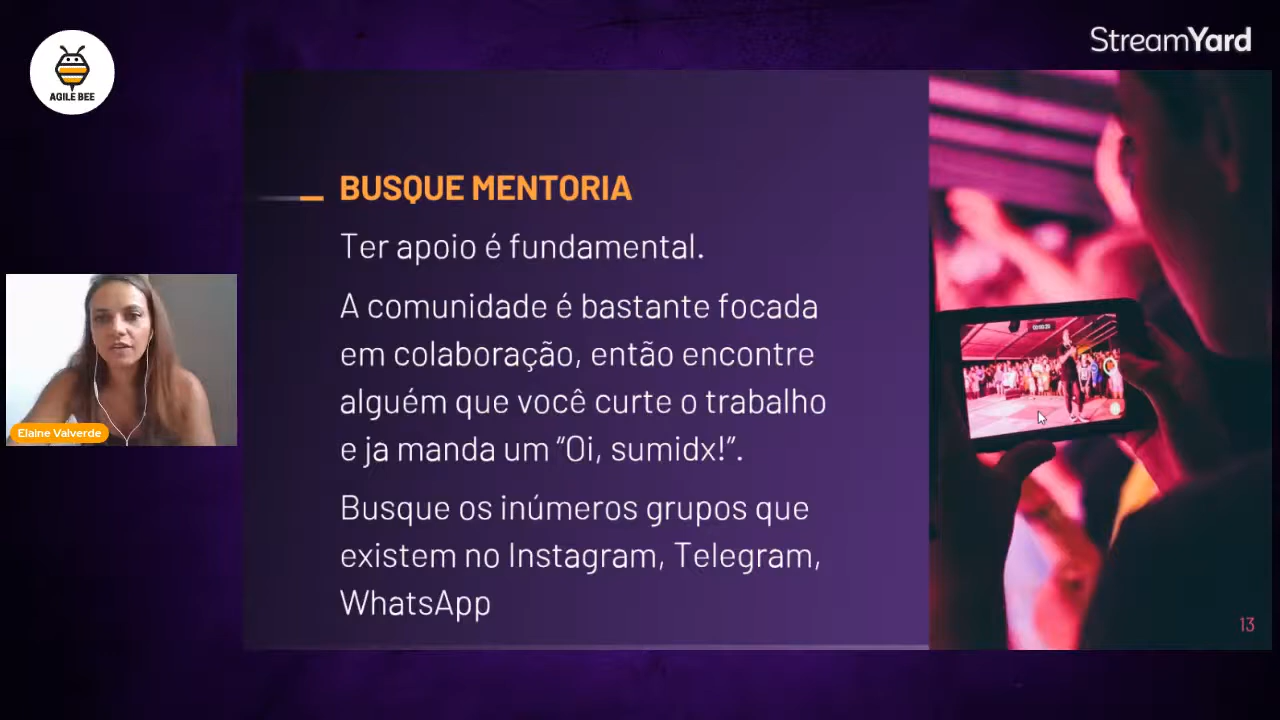 AGILE BEE
StreamYard
BUSQUE MENTORIA
Ter apoio é fundamental.
A comunidade é bastante focada
em colaboração, então encontre
alguém que você curte o trabalho
e ja manda um “Oi, sumidx!”.
Busque os inúmeros grupos que
existem no Instagram, Telegram,
WhatsApp
Elaine Valverde
13